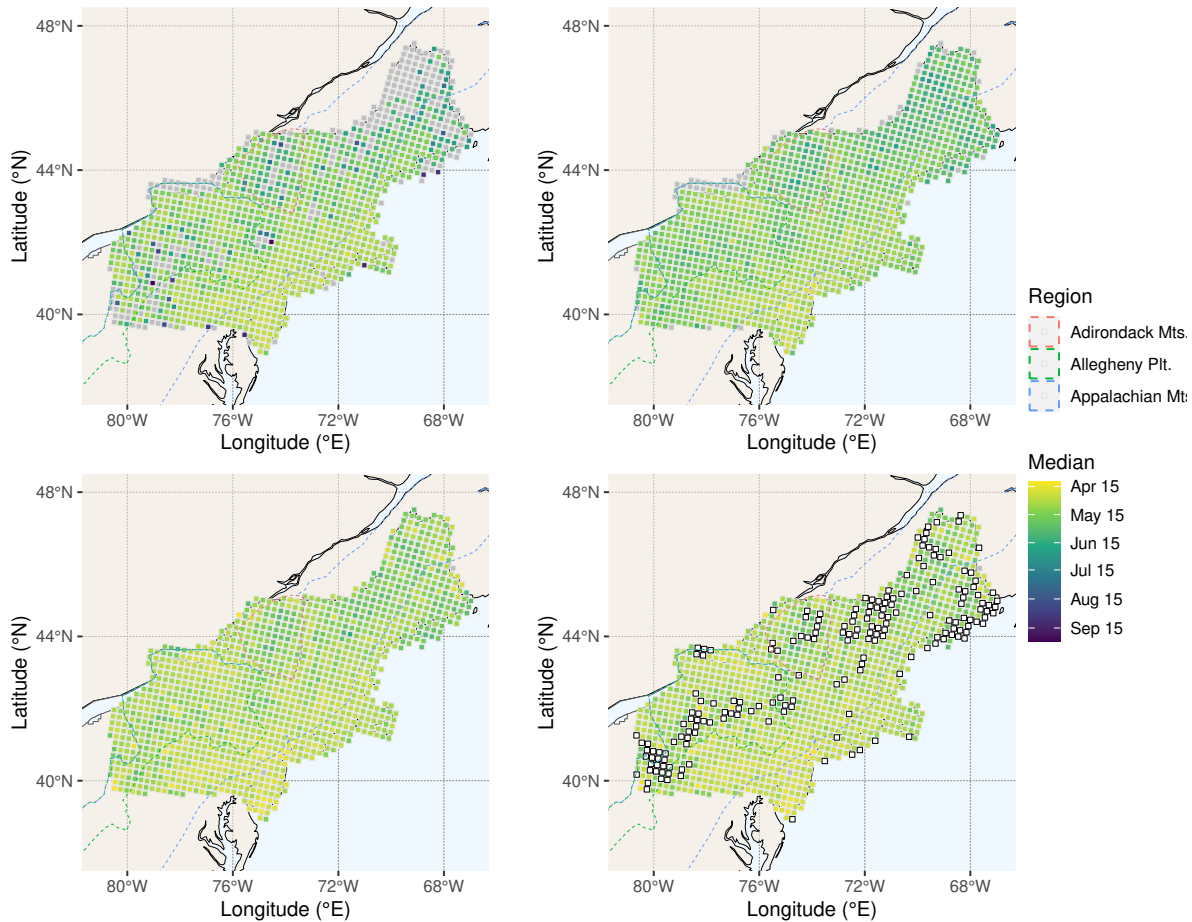 48°N
44°N
40°N
Latitude (°N)
80°W 76°W 72°W 68°W
Longitude (°E)
48°N
44°N
40°N
Latitude (°N)
80°W 76°W 72°W 68°W
Longitude (°E)
Region
Adirondack Mts.
Allegheny Plt.
Appalachian Mts
48°N
44°N
40°N
Latitude (°N)
80°W 76°W 72°W 68°W
Longitude (°E)
48°N
44°N
40°N
Latitude (°N)
80°W 76°W 72°W 68°W
Longitude (°E)
Median
Apr 15
May 15
Jun 15
Jul 15
Aug 15
Sep 15